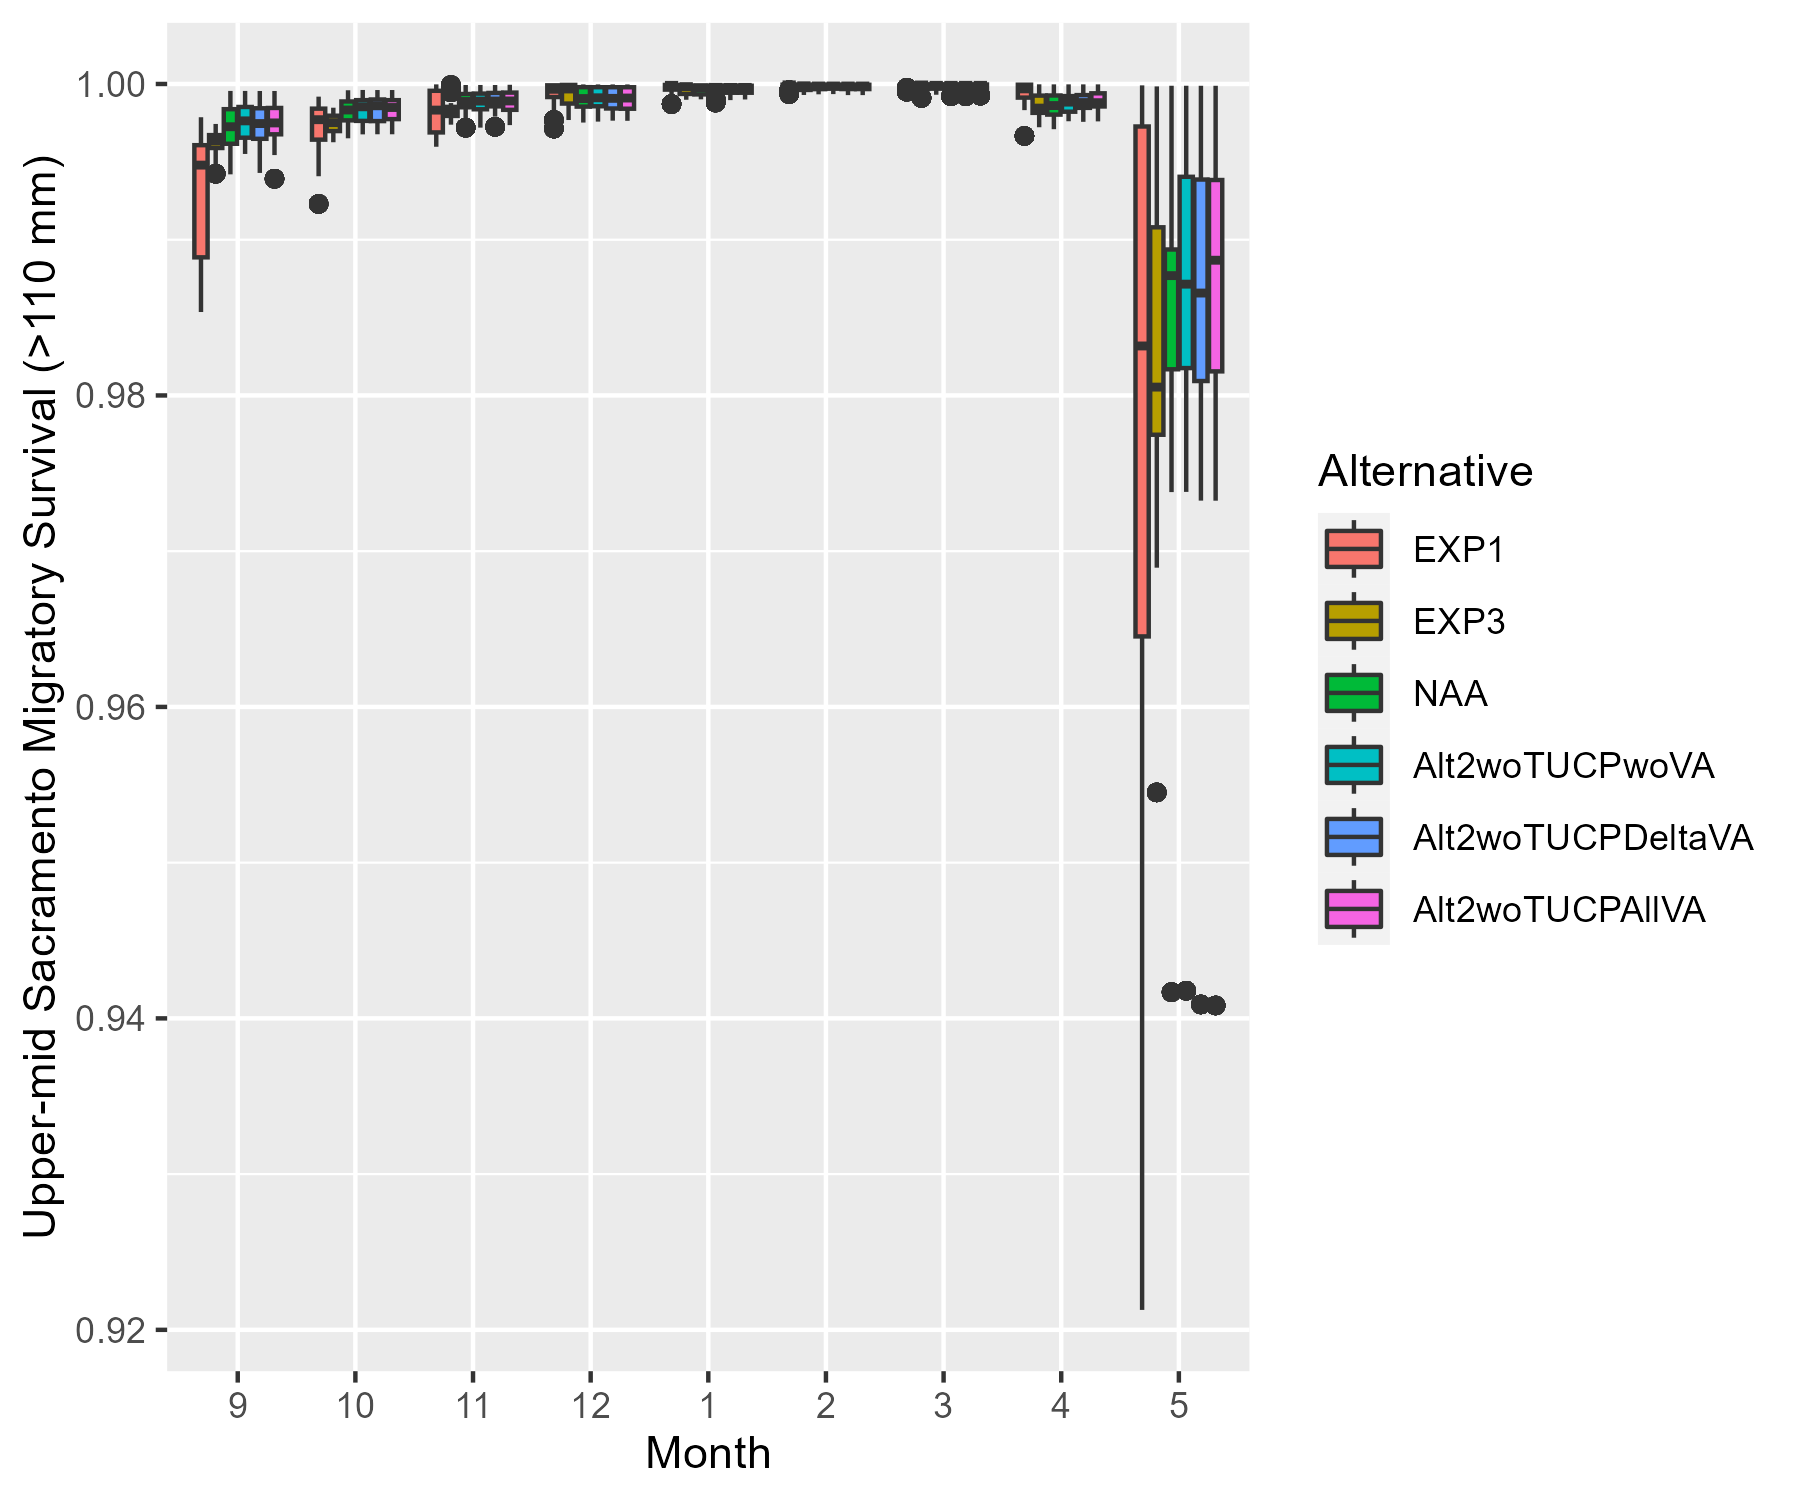 Upper-mid Sacramento Migratory Survival (>110 mm)
1.00
0.98
0.96
0.94
0.92
9 10 11 12 1 2 3 4 5
Month
Alternative
EXP1
EXP3
NAA
Alt2woTUCPwoVA
Alt2woTUCPDeltaVA
Alt2woTUCPAllVA